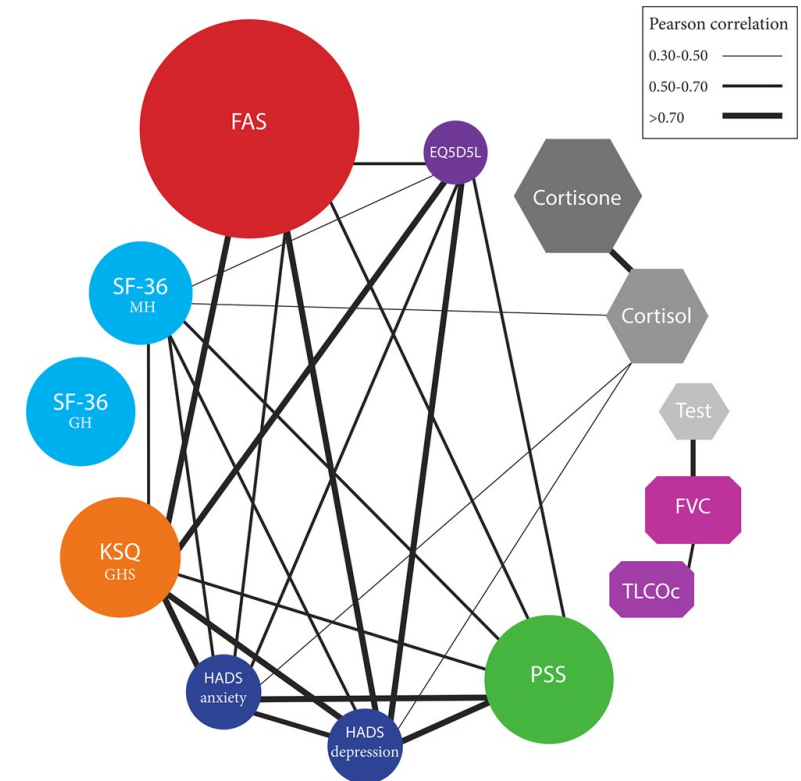 Pearson correlation
0.30-0.50
0.50-0.70
>0.70
FAS
EQ5D5L
Cortisone
SF-36
MH
Cortisol
SF-36
GH
Test
FVC
KSQ
GHS
TLCOc
HADS
anxiety
PSS
HADS
depression